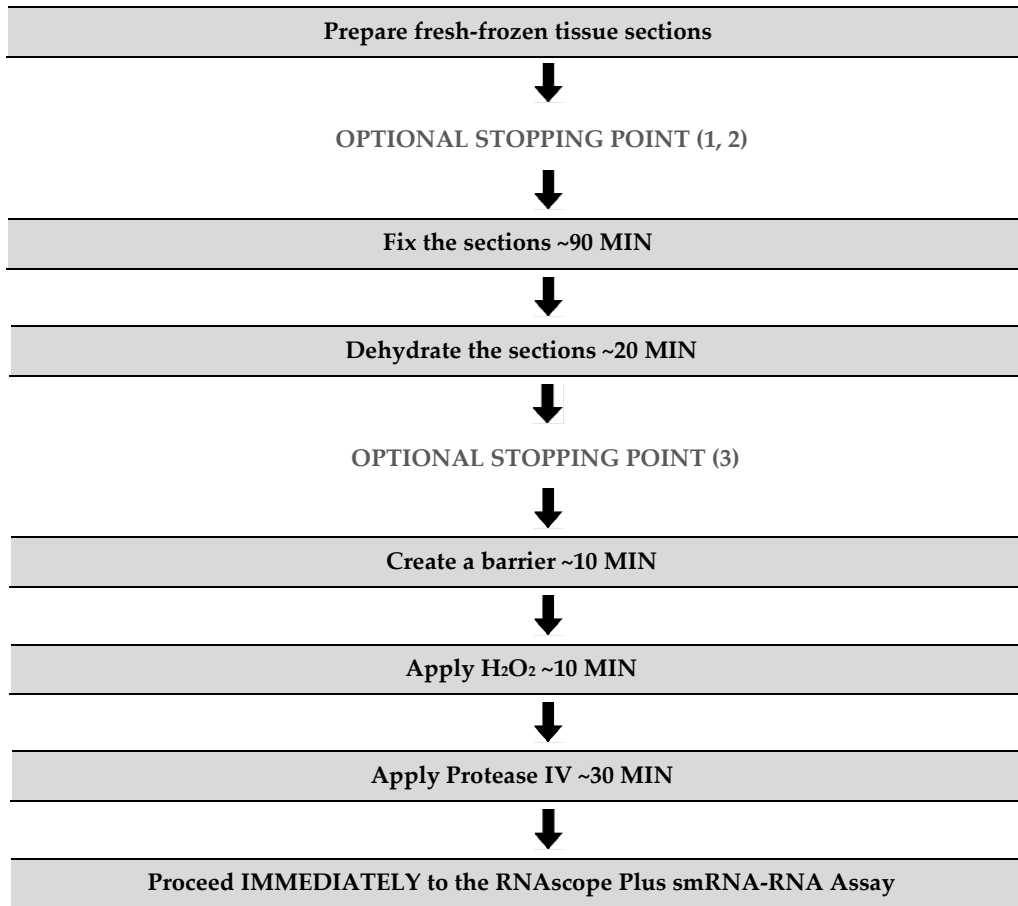 Prepare fresh-frozen tissue sections
OPTIONAL STOPPING POINT (1, 2)
Fix the sections ~90 MIN
Dehydrate the sections ~20 MIN
OPTIONAL STOPPING POINT (3)
Create a barrier ~10 MIN
Apply H₂O₂ ~10 MIN
Apply Protease IV ~30 MIN
Proceed IMMEDIATELY to the RNAscope Plus smRNA-RNA Assay